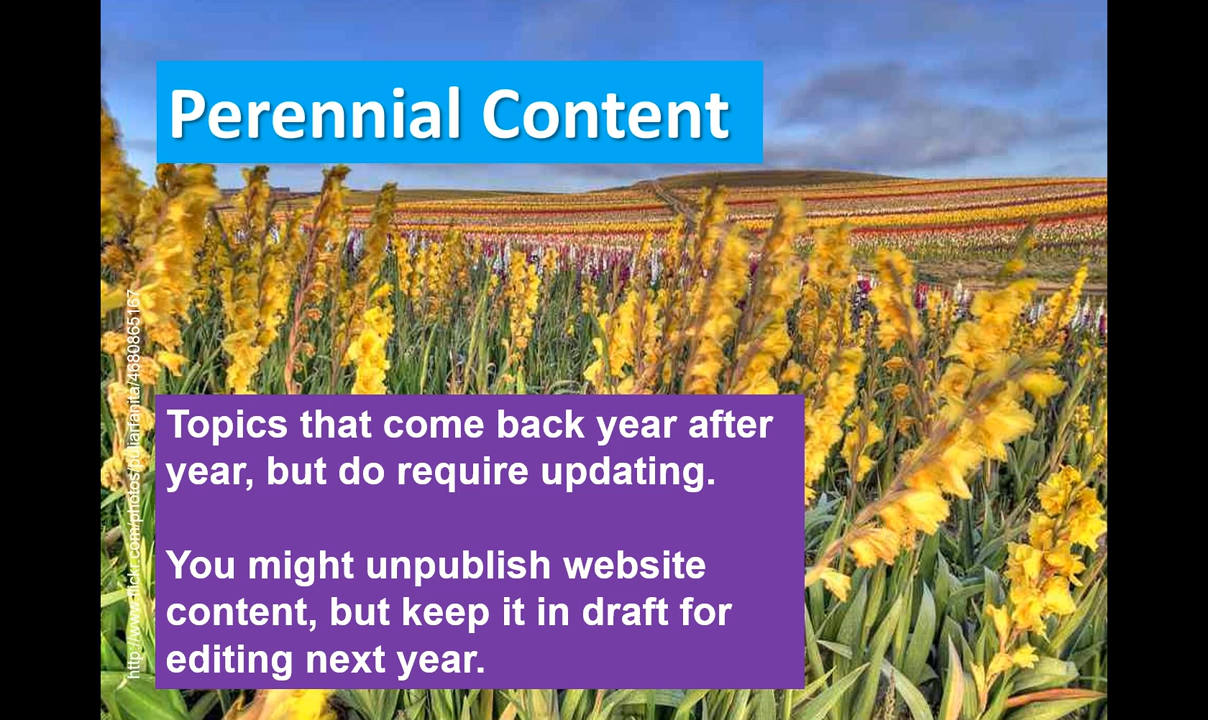 Perennial Content
Topics that come back year after
year, but do require updating.
You might unpublish website
content, but keep it in draft for
editing next year.